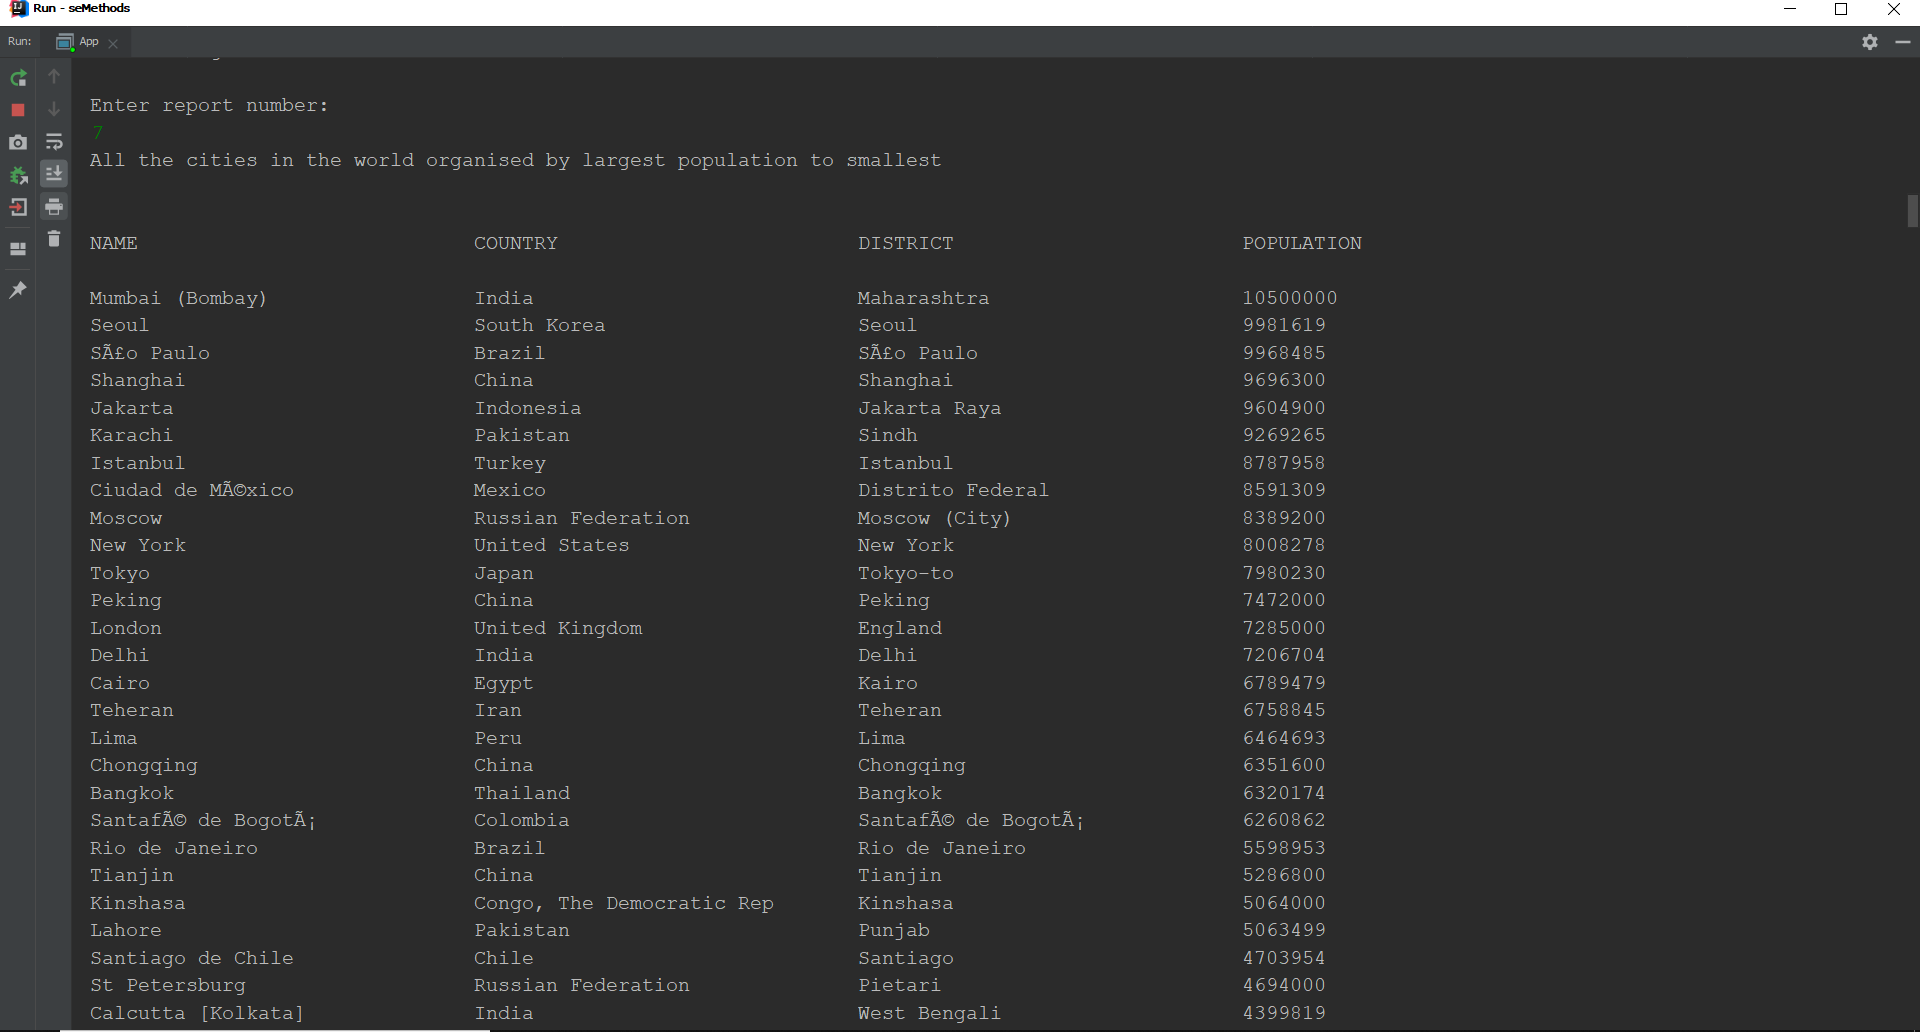 Run - seMethods
Run: App
Enter report number:
7
All the cities in the world organised by largest population to smallest
NAME COUNTRY DISTRICT POPULATION
Mumbai (Bombay) India Maharashtra 10500000
Seoul South Korea Seoul 9981619
SÃ£o Paulo Brazil SÃ£o Paulo 9968485
Shanghai China Shanghai 9696300
Jakarta Indonesia Jakarta Raya 9604900
Karachi Pakistan Sindh 9269265
Istanbul Turkey Istanbul 8787958
Ciudad de MÃ©xico Mexico Distrito Federal 8591309
Moscow Russian Federation Moscow (City) 8389200
New York United States New York 8008278
Tokyo Japan Tokyo-to 7980230
Peking China Peking 7472000
London United Kingdom England 7285000
Delhi India Delhi 7206704
Cairo Egypt Kairo 6789479
Teheran Iran Teheran 6758845
Lima Peru Lima 6464693
Chongqing China Chongqing 6351600
Bangkok Thailand Bangkok 6320174
SantafÃ© de BogotÃ¡ Colombia SantafÃ© de BogotÃ¡ 6260862
Rio de Janeiro Brazil Rio de Janeiro 5598953
Tianjin China Tianjin 5286800
Kinshasa Congo, The Democratic Rep Kinshasa 5064000
Lahore Pakistan Punjab 5063499
Santiago de Chile Chile Santiago 4703954
St Petersburg Russian Federation Pietari 4694000
Calcutta [Kolkata] India West Bengali 4399819